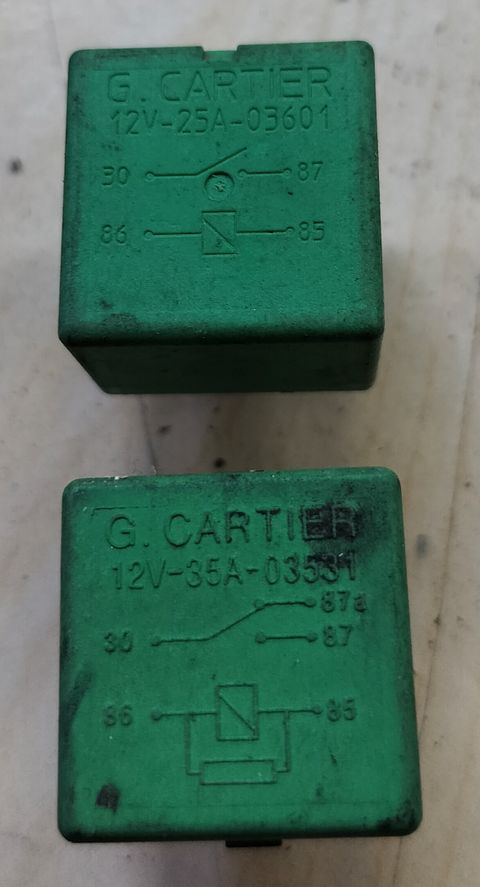 G. CARTIER
12V-25A-03601
30 87
86 85
G. CARTIER
12V-35A-03531
87a
30 87
86 85